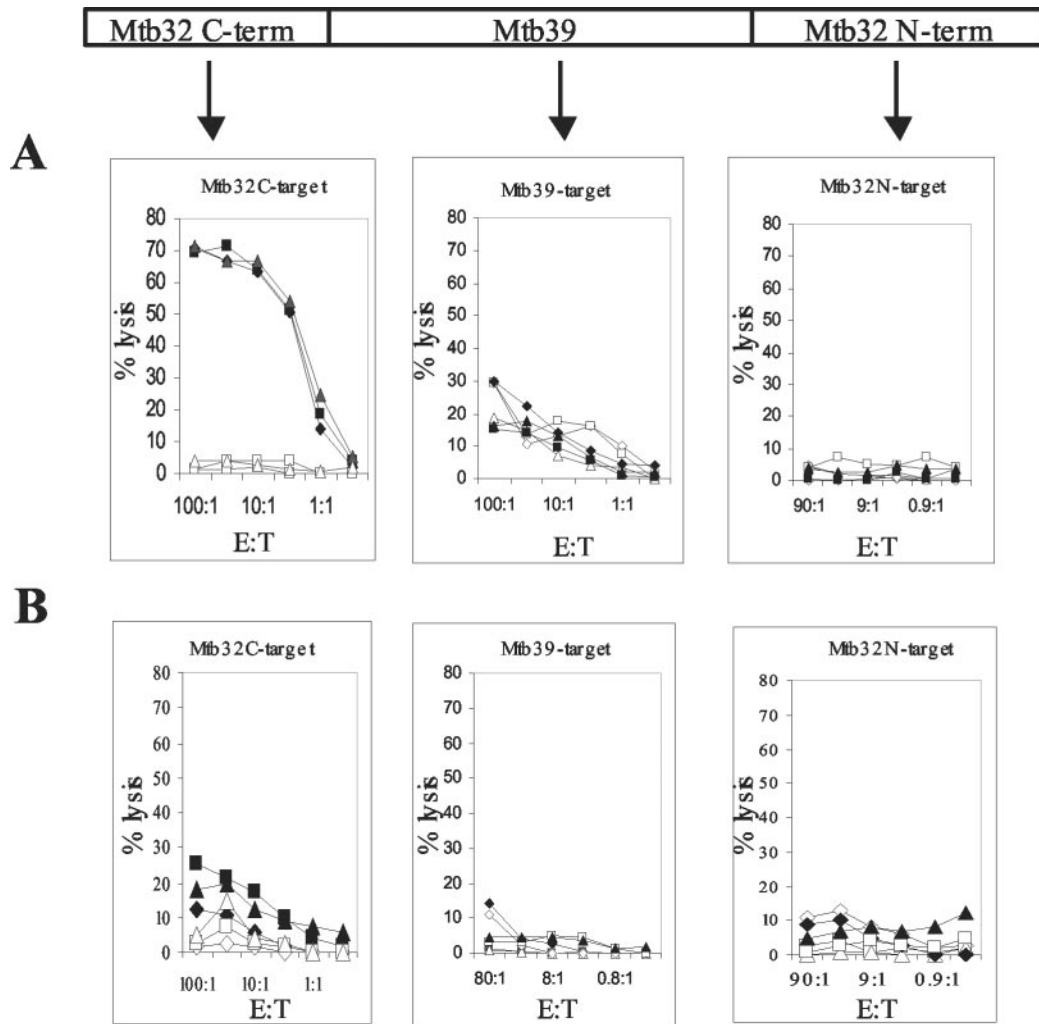 Mtb32 C-term Mtb39 Mtb32 N-term
A
Mtb32C-target Mtb39-target Mtb32N-target
80 80 80
70 70 70
60 60 60
50 50 50
40 40 40
30 30 30
20 20 20
10 10 10
0 0 0
% lysis % lysis % lysis
100:1 10:1 1:1 100:1 10:1 1:1 90:1 9:1 0.9:1
E:T E:T E:T
B
Mtb32C-target Mtb39-target Mtb32N-target
80 80 80
70 70 70
60 60 60
50 50 50
40 40 40
30 30 30
20 20 20
10 10 10
0 0 0
% lysis % lysis % lysis
100:1 10:1 1:1 80:1 8:1 0.8:1 90:1 9:1 0.9:1
E:T E:T E:T